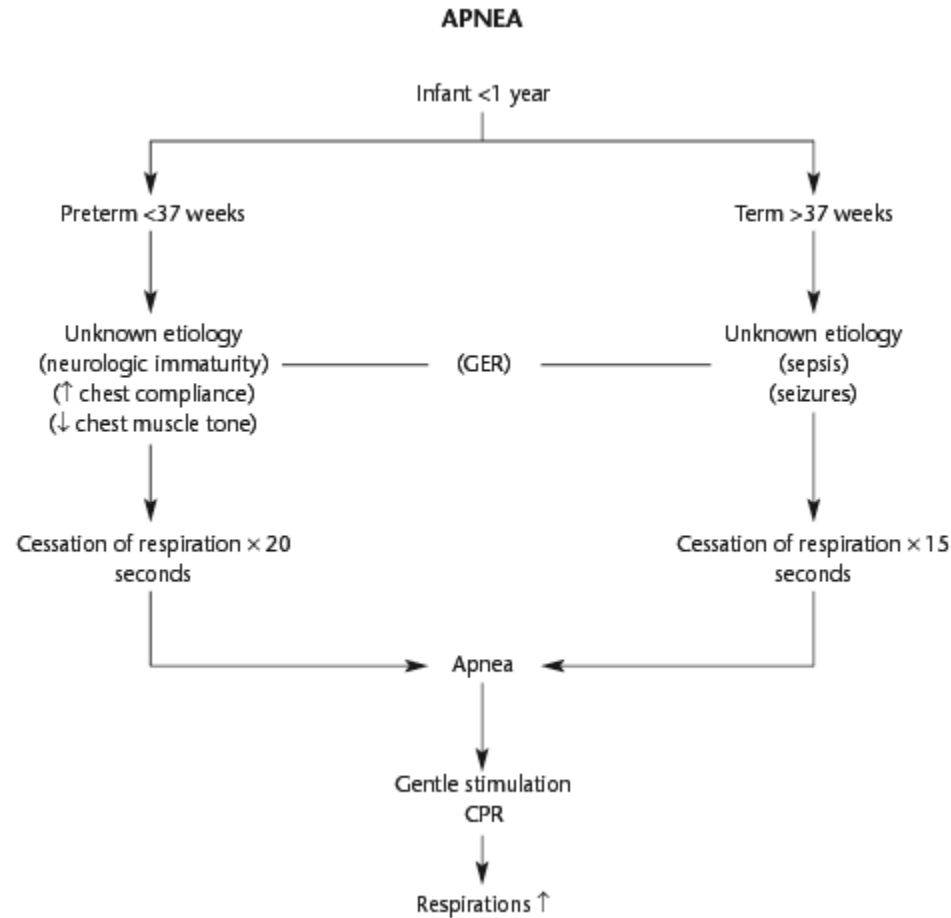 APNEA
Infant <1 year
Preterm <37 weeks
Term >37 weeks
Unknown etiology
(neurologic immaturity)
(↑ chest compliance)
(↓ chest muscle tone)
(GER)
Unknown etiology
(sepsis)
(seizures)
Cessation of respiration × 20
seconds
Cessation of respiration × 15
seconds
Apnea
Gentle stimulation
CPR
Respirations ↑